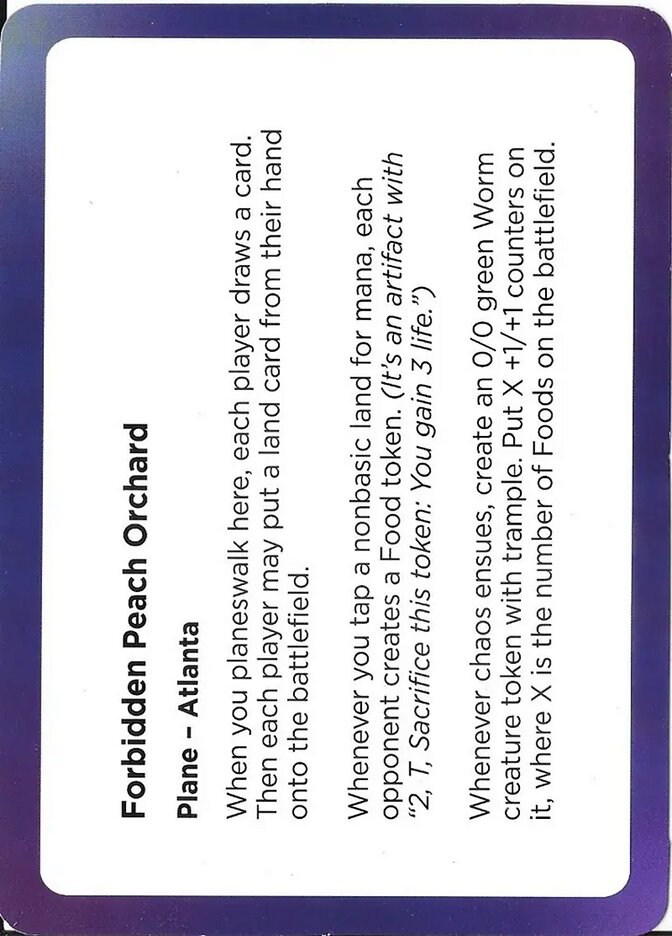 Forbidden Peach Orchard
Plane – Atlanta
When you planeswalk here, each player draws a card.
Then each player may put a land card from their hand
onto the battlefield.
Whenever you tap a nonbasic land for mana, each
opponent creates a Food token. (It's an artifact with
“2, T, Sacrifice this token: You gain 3 life.”)
Whenever chaos ensues, create an 0/0 green Worm
creature token with trample. Put X +1/+1 counters on
it, where X is the number of Foods on the battlefield.